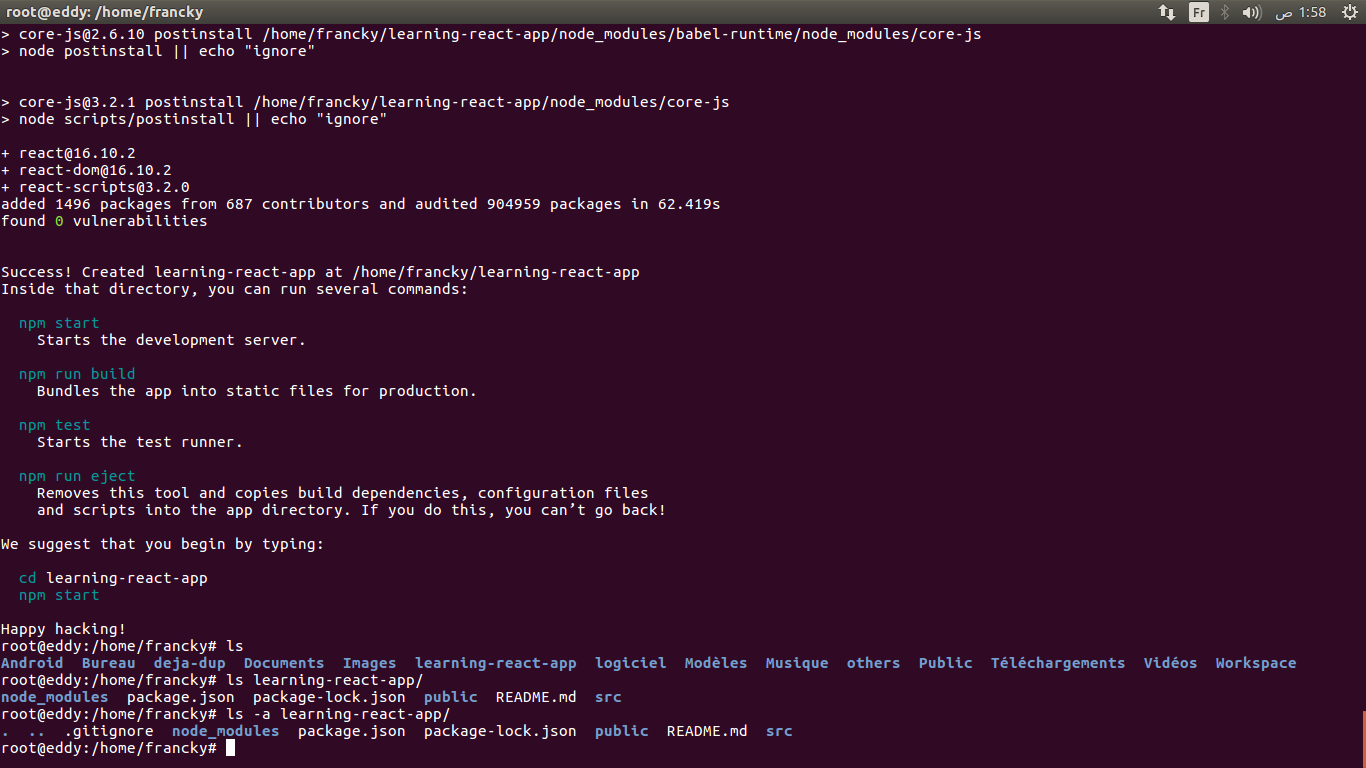 root@eddy: /home/francky
Fr
ص 1:58
> core-js@2.6.10 postinstall /home/francky/learning-react-app/node_modules/babel-runtime/node_modules/core-js
> node postinstall || echo "ignore"
> core-js@3.2.1 postinstall /home/francky/learning-react-app/node_modules/core-js
> node scripts/postinstall || echo "ignore"
+ react@16.10.2
+ react-dom@16.10.2
+ react-scripts@3.2.0
added 1496 packages from 687 contributors and audited 904959 packages in 62.419s
found 0 vulnerabilities
Success! Created learning-react-app at /home/francky/learning-react-app
Inside that directory, you can run several commands:
npm start
Starts the development server.
npm run build
Bundles the app into static files for production.
npm test
Starts the test runner.
npm run eject
Removes this tool and copies build dependencies, configuration files
and scripts into the app directory. If you do this, you can’t go back!
We suggest that you begin by typing:
cd learning-react-app
npm start
Happy hacking!
root@eddy:/home/francky# ls
Android Bureau deja-dup Documents Images learning-react-app logiciel Modèles Musique others Public Téléchargements Vidéos Workspace
root@eddy:/home/francky# ls learning-react-app/
node_modules package.json package-lock.json public README.md src
root@eddy:/home/francky# ls -a learning-react-app/
. .. .gitignore node_modules package.json package-lock.json public README.md src
root@eddy:/home/francky#